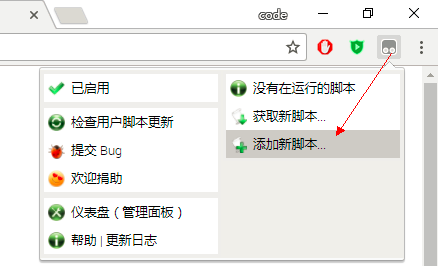 code
已启用
检查用户脚本更新
提交 Bug
欢迎捐助
仪表盘（管理面板）
帮助 | 更新日志
没有在运行的脚本
获取新脚本...
添加新脚本...